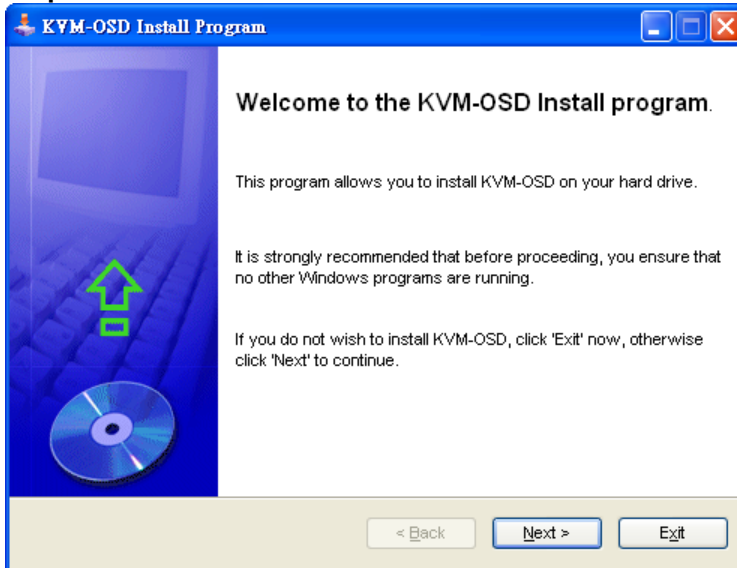 KVM-OSD Install Program
Welcome to the KVM-OSD Install program.
This program allows you to install KVM-OSD on your hard drive.
It is strongly recommended that before proceeding, you ensure that
no other Windows programs are running.
If you do not wish to install KVM-OSD, click 'Exit' now, otherwise
click 'Next' to continue.
< Back
Next >
Exit